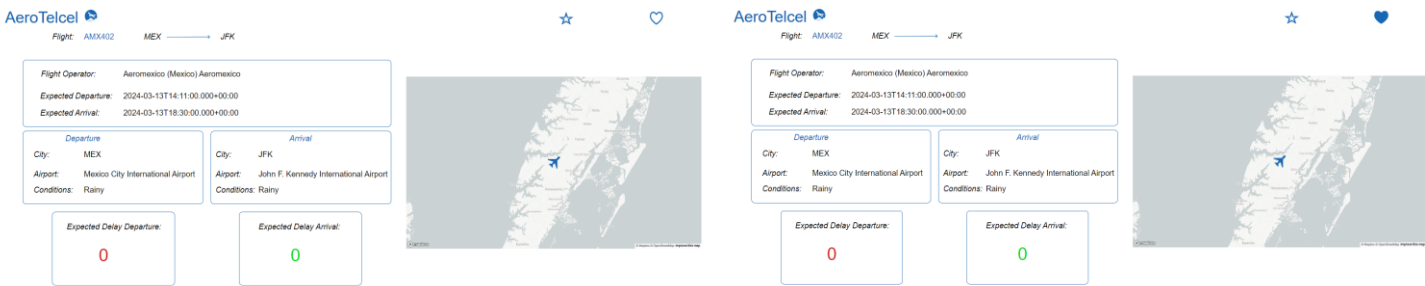 AeroTelcel
Flight: AMX402 MEX JFK
Flight Operator: Aeromexico (Mexico) Aeromexico
Expected Departure: 2024-03-13T14:11:00.000+00:00
Expected Arrival: 2024-03-13T18:30:00.000+00:00
Departure
City: MEX
Airport: Mexico City International Airport
Conditions: Rainy
Arrival
City: JFK
Airport: John F. Kennedy International Airport
Conditions: Rainy
Expected Delay Departure:
0
Expected Delay Arrival:
0
AeroTelcel
Flight: AMX402 MEX JFK
Flight Operator: Aeromexico (Mexico) Aeromexico
Expected Departure: 2024-03-13T14:11:00.000+00:00
Expected Arrival: 2024-03-13T18:30:00.000+00:00
Departure
City: MEX
Airport: Mexico City International Airport
Conditions: Rainy
Arrival
City: JFK
Airport: John F. Kennedy International Airport
Conditions: Rainy
Expected Delay Departure:
0
Expected Delay Arrival:
0